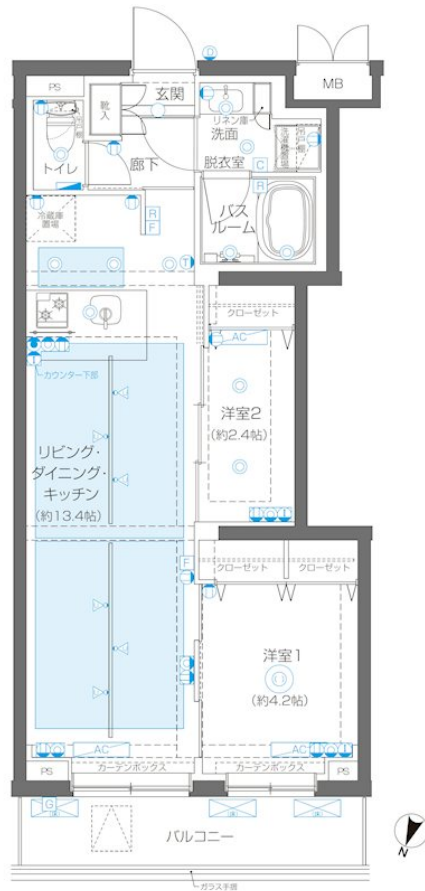 MB
PS
靴入
玄関
リネン庫
洗面
脱衣室
吊戸棚
洗濯機置場
C
吊戸棚
トイレ
廊下
R
バス
ルーム
冷蔵庫
置場
R
F
T
クローゼット
AC
カウンター下部
洋室2
(約2.4帖)
リビング・
ダイニング・
キッチン
(約13.4帖)
F
クローゼット
クローゼット
洋室1
(約4.2帖)
AC
AC
PS
カーテンボックス
カーテンボックス
PS
G
バルコニー
N
ガラス手摺